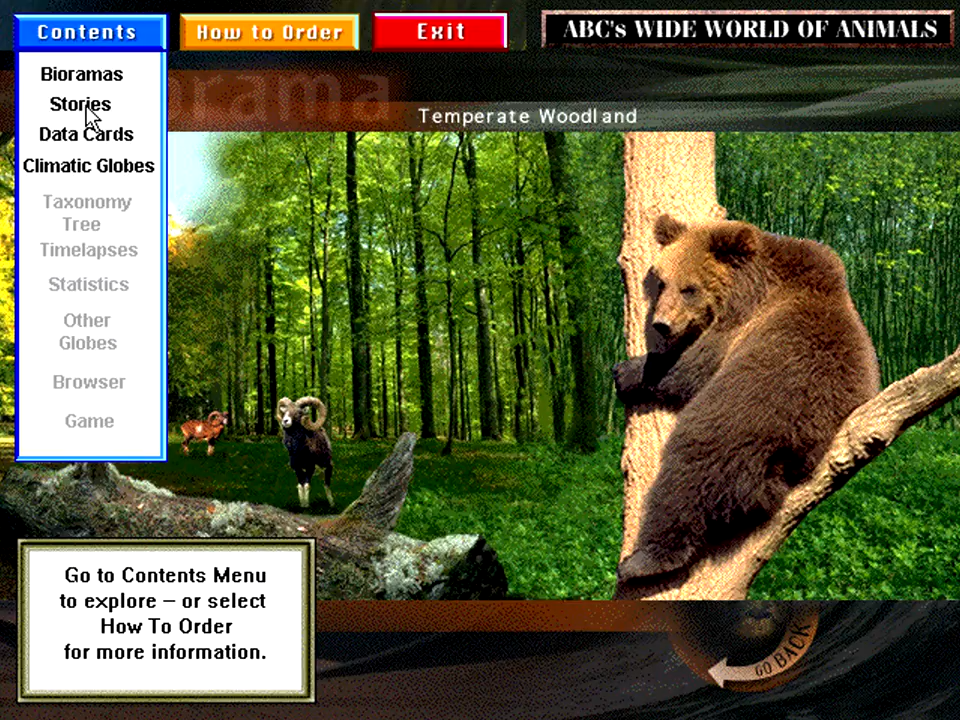 Contents
How to Order
Exit
ABC's WIDE WORLD OF ANIMALS
Bioramas
Stories
Data Cards
Climatic Globes
Taxonomy
Tree
Timelapses
Statistics
Other
Globes
Browser
Game
rama
Temperate Woodland
Go to Contents Menu
to explore – or select
How To Order
for more information.
GO BACK